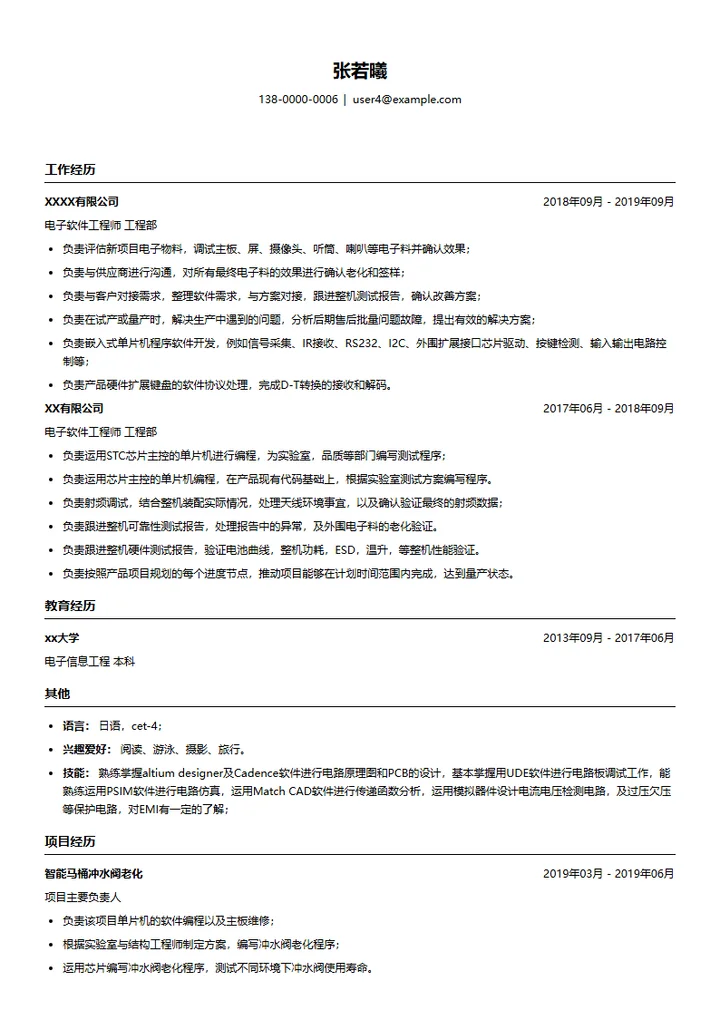 张若曦
138-0000-0006 | user4@example.com
工作经历
XXXX有限公司 2018年09月 - 2019年09月
电子软件工程师 工程部
• 负责评估新项目电子物料，调试主板、屏、摄像头、听筒、喇叭等电子料并确认效果；
• 负责与供应商进行沟通，对所有最终电子料的效果进行确认老化和签样；
• 负责与客户对接需求，整理软件需求，与方案对接，跟进整机测试报告，确认改善方案；
• 负责在试产或量产时，解决生产中遇到的问题，分析后期售后批量问题故障，提出有效的解决方案；
• 负责嵌入式单片机程序软件开发，例如信号采集、IR接收、RS232、I2C、外围扩展接口芯片驱动、按键检测、输入输出电路控
制等；
• 负责产品硬件扩展键盘的软件协议处理，完成D-T转换的接收和解码。
XX有限公司 2017年06月 - 2018年09月
电子软件工程师 工程部
• 负责运用STC芯片主控的单片机进行编程，为实验室，品质等部门编写测试程序；
• 负责运用芯片主控的单片机编程，在产品现有代码基础上，根据实验室测试方案编写程序。
• 负责射频调试，结合整机装配实际情况，处理天线环境事宜，以及确认验证最终的射频数据；
• 负责跟进整机可靠性测试报告，处理报告中的异常，及外围电子料的老化验证。
• 负责跟进整机硬件测试报告，验证电池曲线，整机功耗，ESD，温升，等整机性能验证。
• 负责按照产品项目规划的每个进度节点，推动项目能够在计划时间范围内完成，达到量产状态。
教育经历
xx大学 2013年09月 - 2017年06月
电子信息工程 本科
其他
• 语言： 日语，cet-4；
• 兴趣爱好： 阅读、游泳、摄影、旅行。
• 技能： 熟练掌握altium designer及Cadence软件进行电路原理图和PCB的设计，基本掌握用UDE软件进行电路板调试工作，能
熟练运用PSIM软件进行电路仿真，运用Match CAD软件进行传递函数分析，运用模拟器件设计电流电压检测电路，及过压欠压
等保护电路，对EMI有一定的了解；
项目经历
智能马桶冲水阀老化 2019年03月 - 2019年06月
项目主要负责人
• 负责该项目单片机的软件编程以及主板维修；
• 根据实验室与结构工程师制定方案，编写冲水阀老化程序；
• 运用芯片编写冲水阀老化程序，测试不同环境下冲水阀使用寿命。